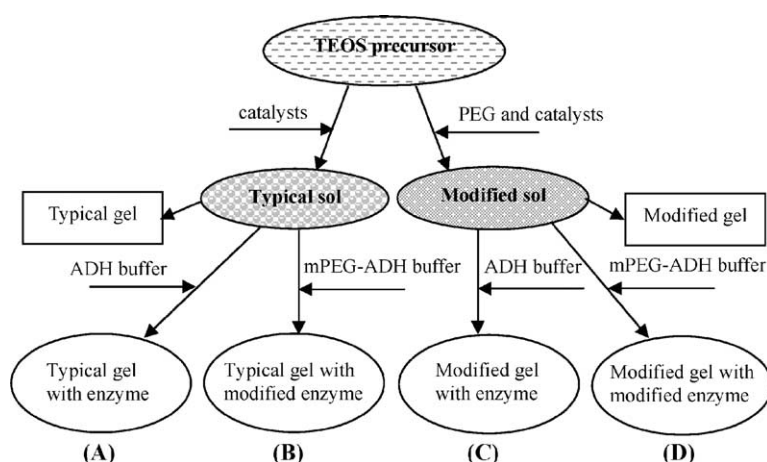 TEOS precursor
catalysts
PEG and catalysts
Typical sol
Modified sol
Typical gel
Modified gel
ADH buffer
mPEG-ADH buffer
ADH buffer
mPEG-ADH buffer
Typical gel
with enzyme
Typical gel with
modified enzyme
Modified gel
with enzyme
Modified gel with
modified enzyme
(A)
(B)
(C)
(D)